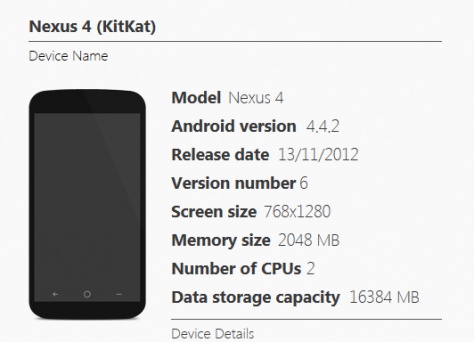 Nexus 4 (KitKat)
Device Name
Model Nexus 4
Android version 4.4.2
Release date 13/11/2012
Version number 6
Screen size 768x1280
Memory size 2048 MB
Number of CPUs 2
Data storage capacity 16384 MB
Device Details